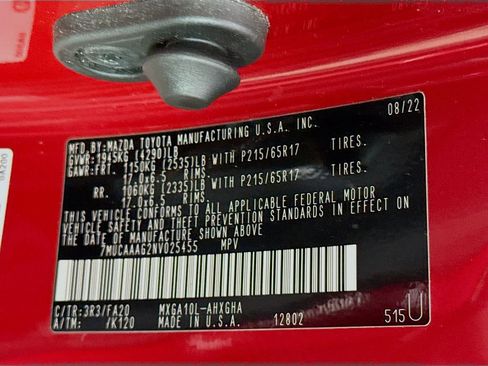 08/22
MFD.BY:MAZDA TOYOTA MANUFACTURING U.S.A. INC.
GVWR:1945KG (4290)LB
GAWR:FRT. 1150KG (2535)LB WITH P215/65R17 TIRES.
17.0x6.5 RIMS.
RR. 1060KG (2335)LB WITH P215/65R17 TIRES.
17.0x6.5 RIMS.
THIS VEHICLE CONFORMS TO ALL APPLICABLE FEDERAL MOTOR
VEHICLE SAFETY AND THEFT PREVENTION STANDARDS IN EFFECT ON
THE DATE OF MANUFACTURE SHOWN ABOVE
7MUCAAAG2NV025455 MPV
C/TR:3R3/FA20 MXGA10L-AHXGHA
A/TM: /K120 MADE IN U.S.A. 12802 515 U